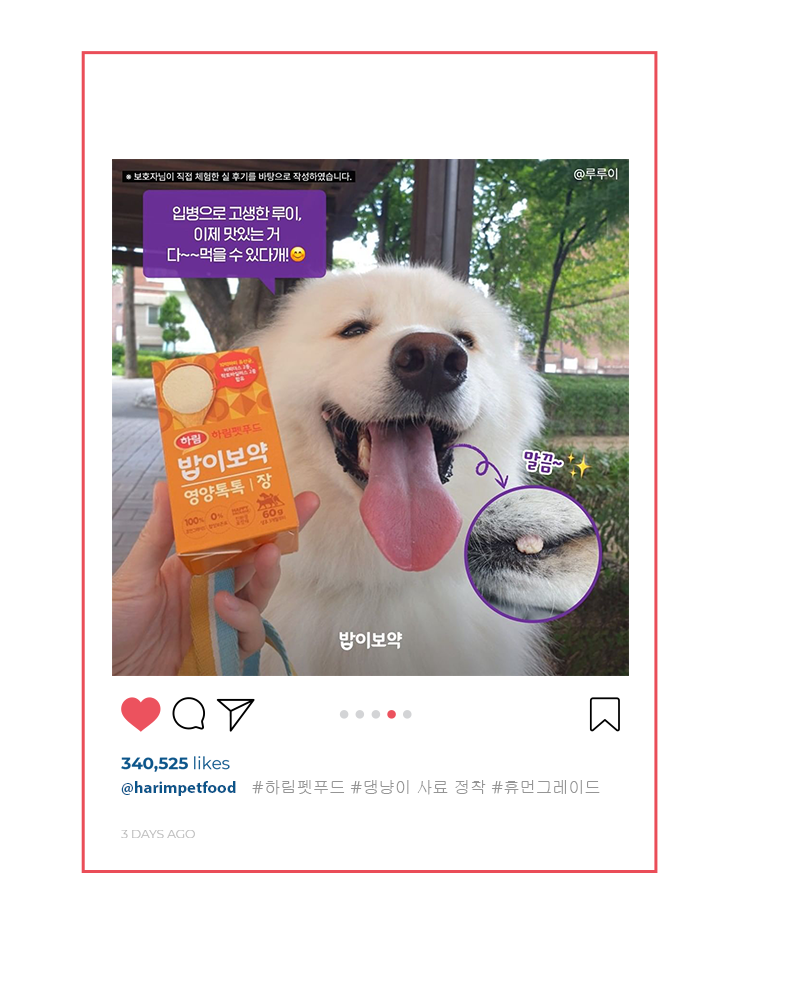 ※ 보호자님이 직접 체험한 실 후기를 바탕으로 작성하였습니다.
@루루이
입병으로 고생한 루이,
이제 맛있는 거
다~~먹을 수 있다개!😊
하림
하림펫푸드
밥이보약
영양톡톡 | 장
100%
0%
60g
말끔~✨
밥이보약
340,525 likes
@harimpetfood #하림펫푸드 #댕냥이 사료 정착 #휴먼그레이드
3 DAYS AGO